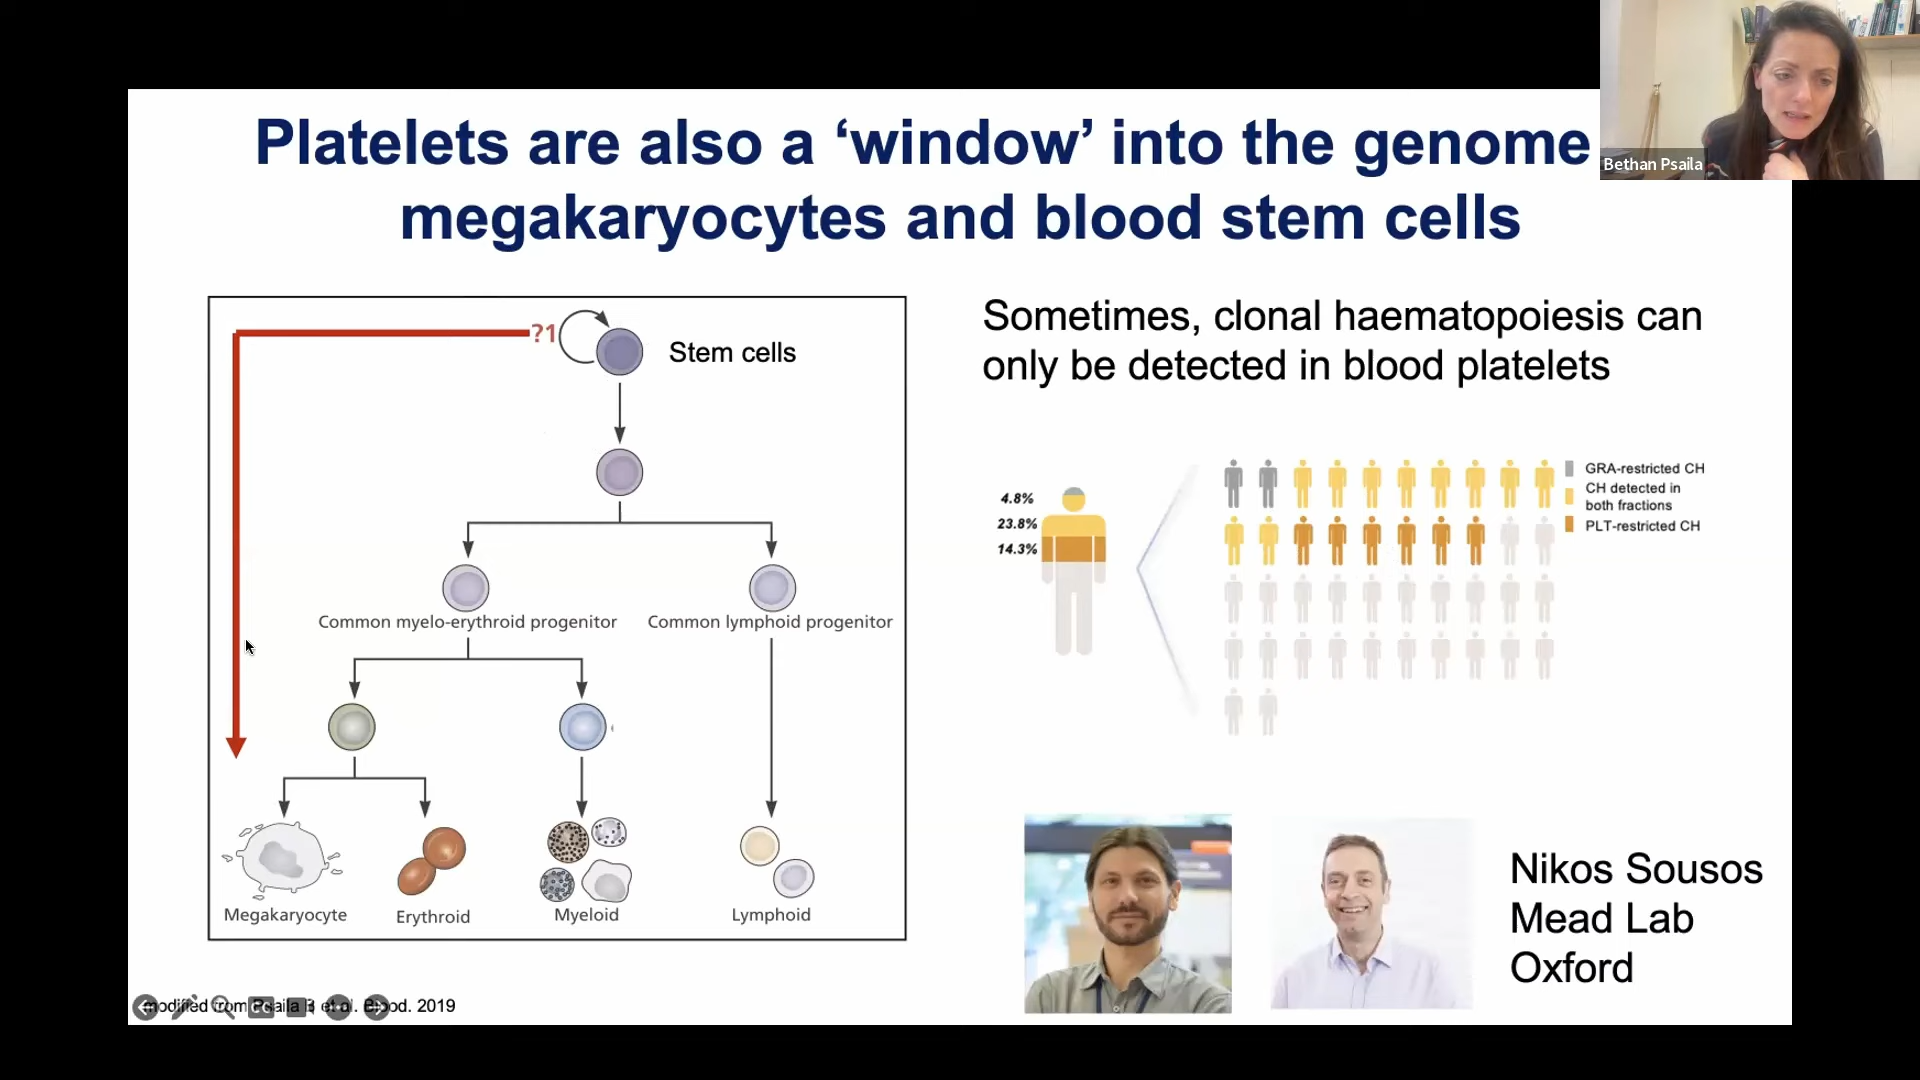 Platelets are also a ‘window’ into the genome
megakaryocytes and blood stem cells
Bethan Psaila
?1
Stem cells
Common myelo-erythroid progenitor
Common lymphoid progenitor
Megakaryocyte
Erythroid
Myeloid
Lymphoid
modified from Psaila B et al. Blood. 2019
Sometimes, clonal haematopoiesis can
only be detected in blood platelets
4.8%
23.8%
14.3%
GRA-restricted CH
CH detected in
both fractions
PLT-restricted CH
Nikos Sousos
Mead Lab
Oxford